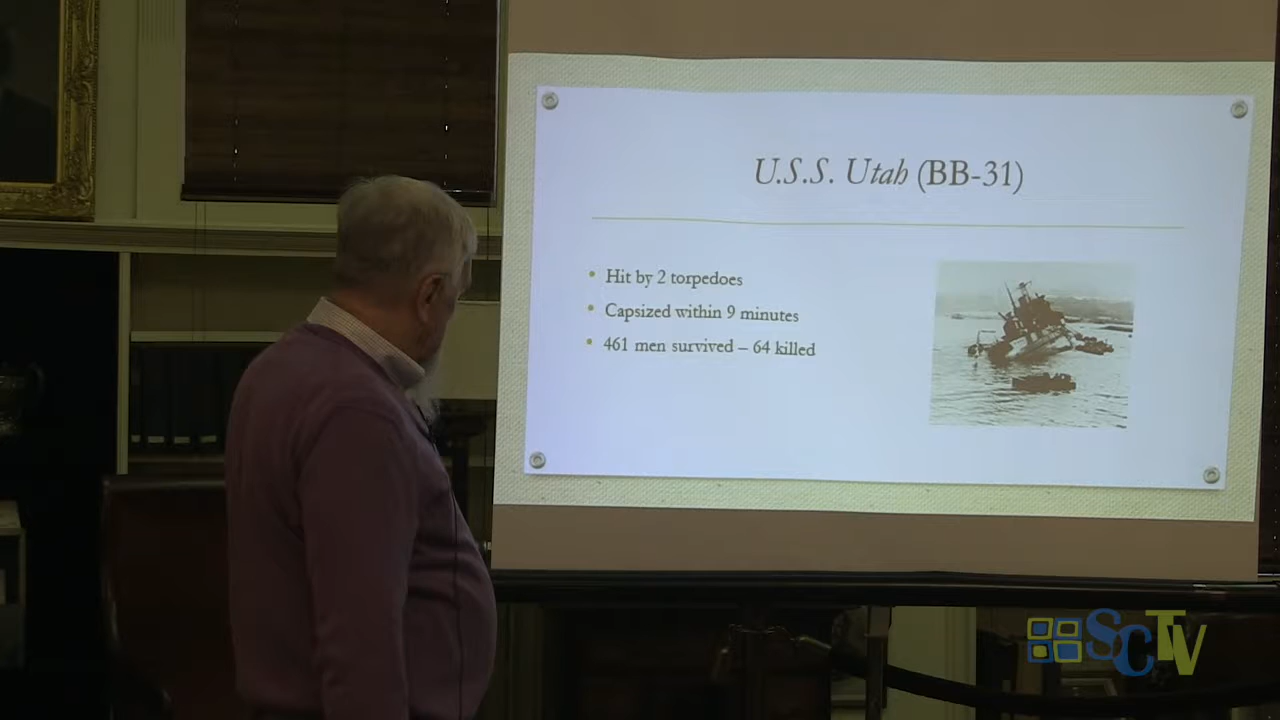 U.S.S. Utah (BB-31)
• Hit by 2 torpedoes
• Capsized within 9 minutes
• 461 men survived – 64 killed
SCTV